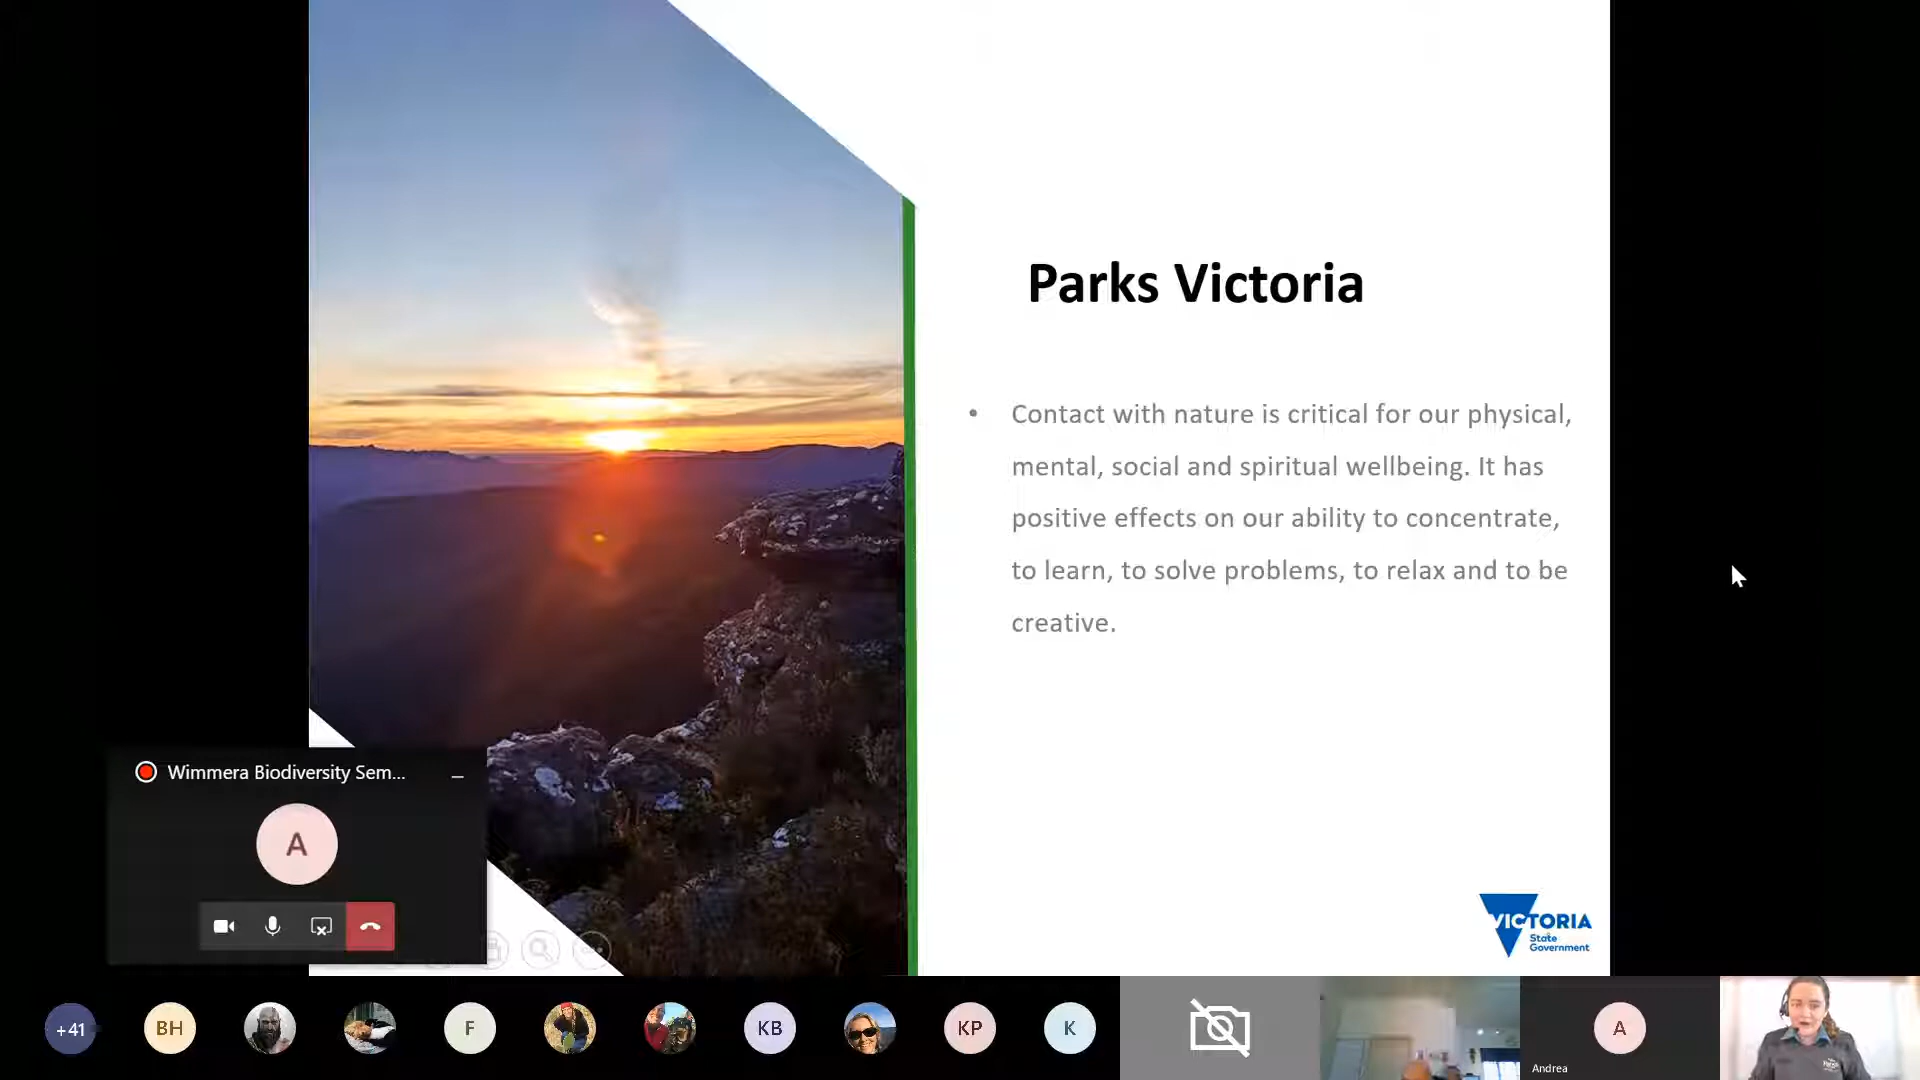 Parks Victoria
• Contact with nature is critical for our physical,
mental, social and spiritual wellbeing. It has
positive effects on our ability to concentrate,
to learn, to solve problems, to relax and to be
creative.
Wimmera Biodiversity Sem...
A
VICTORIA
State
Government
+41
BH
F
KB
KP
K
A
Andrea